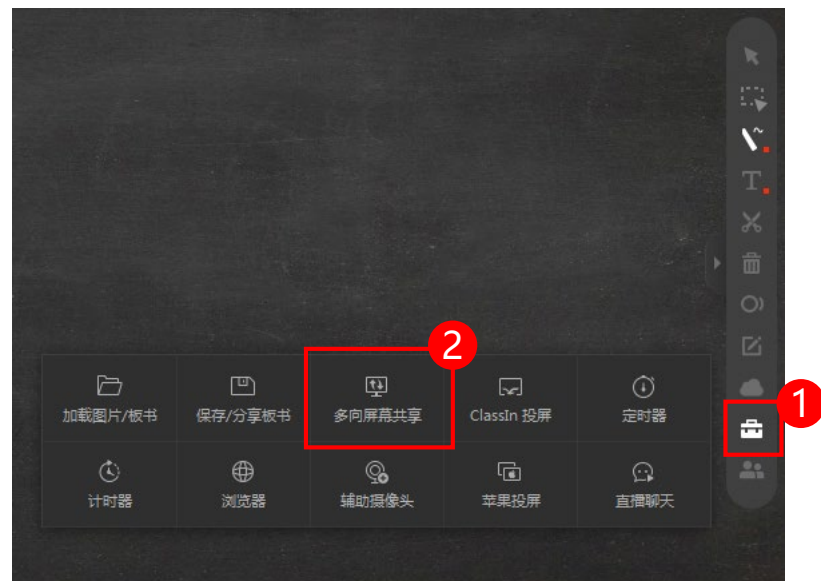 T
2
加载图片/板书
保存/分享板书
多向屏幕共享
ClassIn 投屏
定时器
1
计时器
浏览器
辅助摄像头
苹果投屏
直播聊天